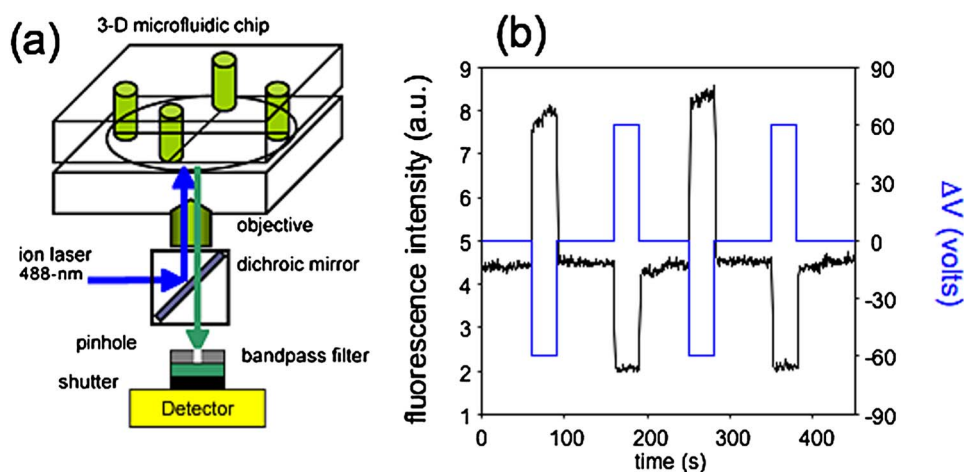 (a)
3-D microfluidic chip
objective
ion laser
488-nm
dichroic mirror
pinhole
bandpass filter
shutter
Detector
(b)
fluorescence intensity (a.u.)
9
8
7
6
5
4
3
2
1
90
60
30
0
-30
-60
-90
ΔV (volts)
0
100
200
300
400
time (s)